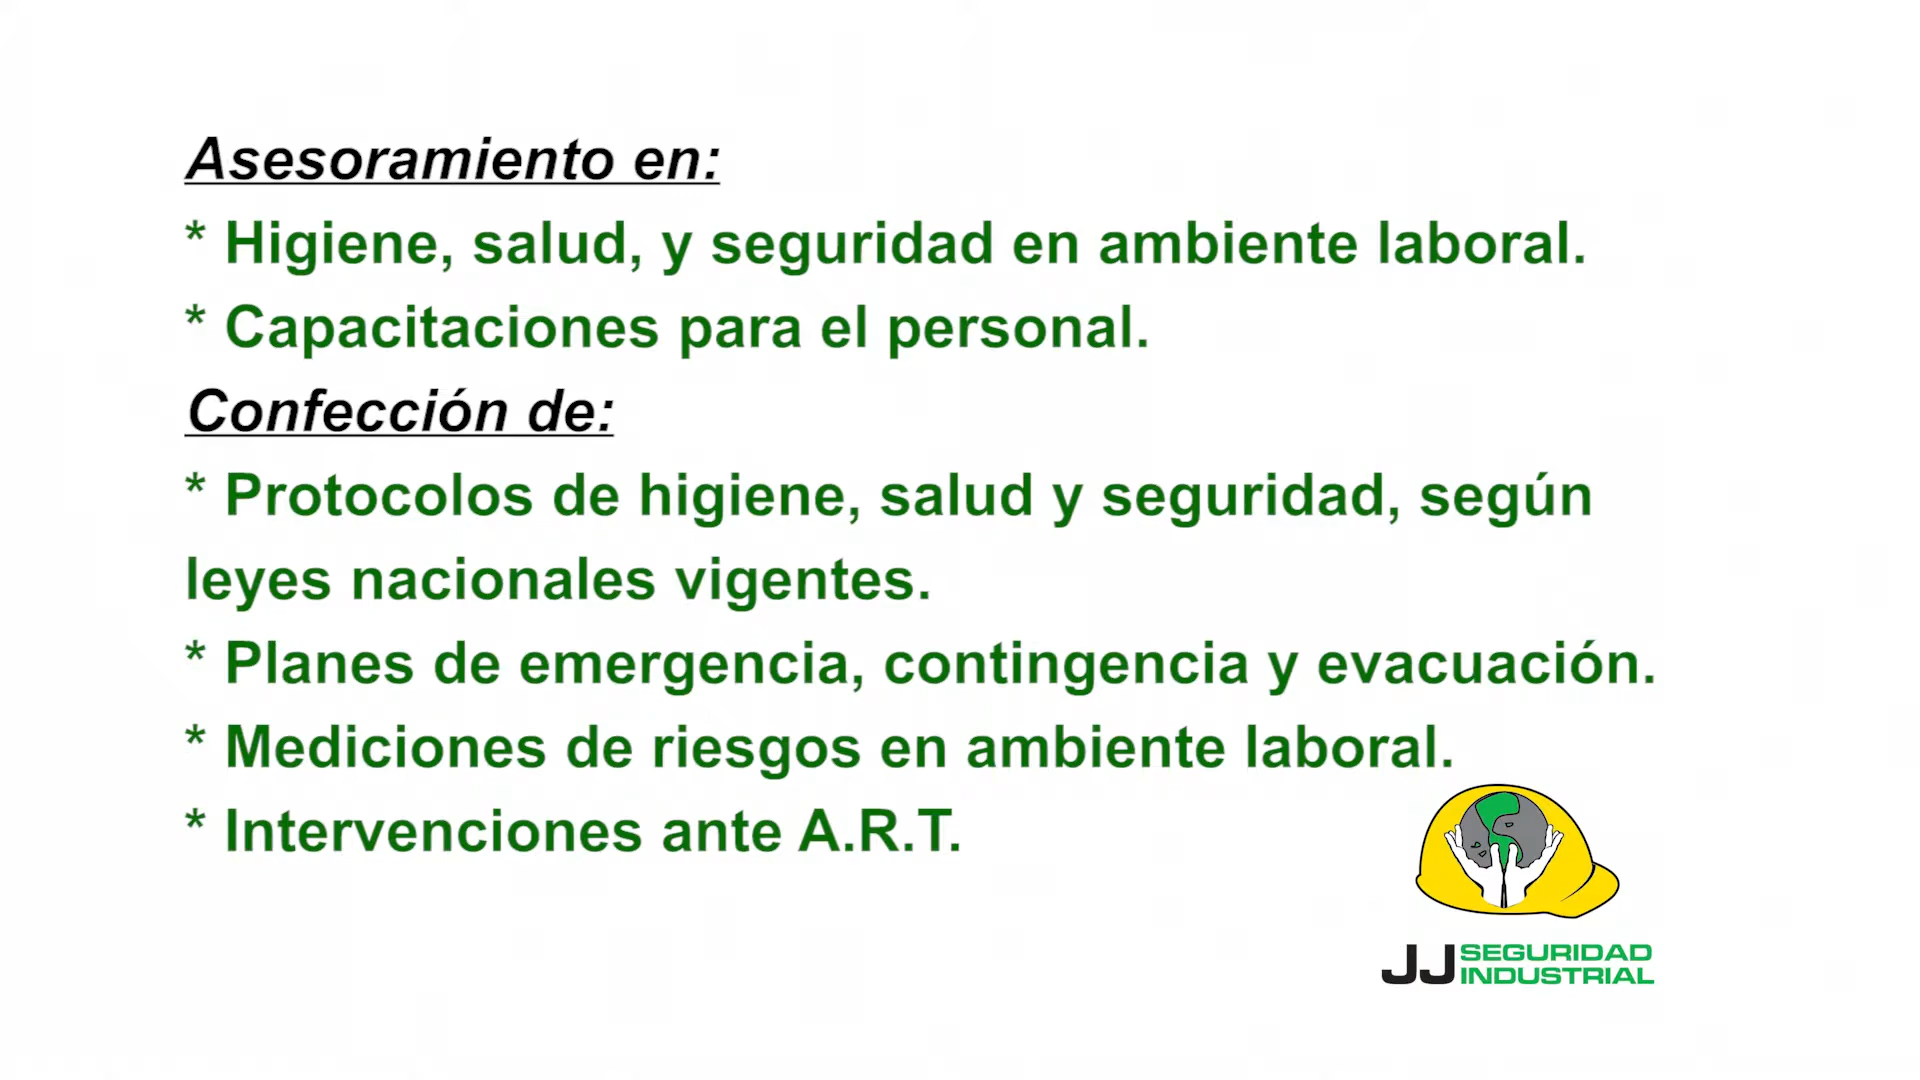 Asesoramiento en:
* Higiene, salud, y seguridad en ambiente laboral.
* Capacitaciones para el personal.
Confección de:
* Protocolos de higiene, salud y seguridad, según
leyes nacionales vigentes.
* Planes de emergencia, contingencia y evacuación.
* Mediciones de riesgos en ambiente laboral.
* Intervenciones ante A.R.T.
JJ SEGURIDAD
INDUSTRIAL